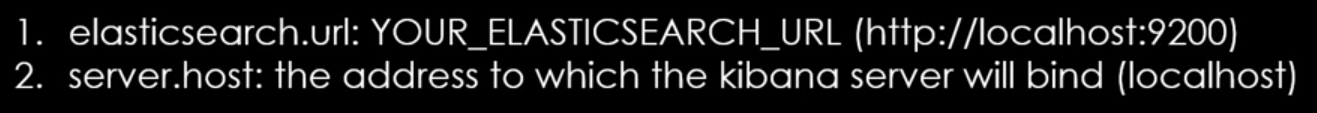 1. elasticsearch.url: YOUR_ELASTICSEARCH_URL (http://localhost:9200)
2. server.host: the address to which the kibana server will bind (localhost)